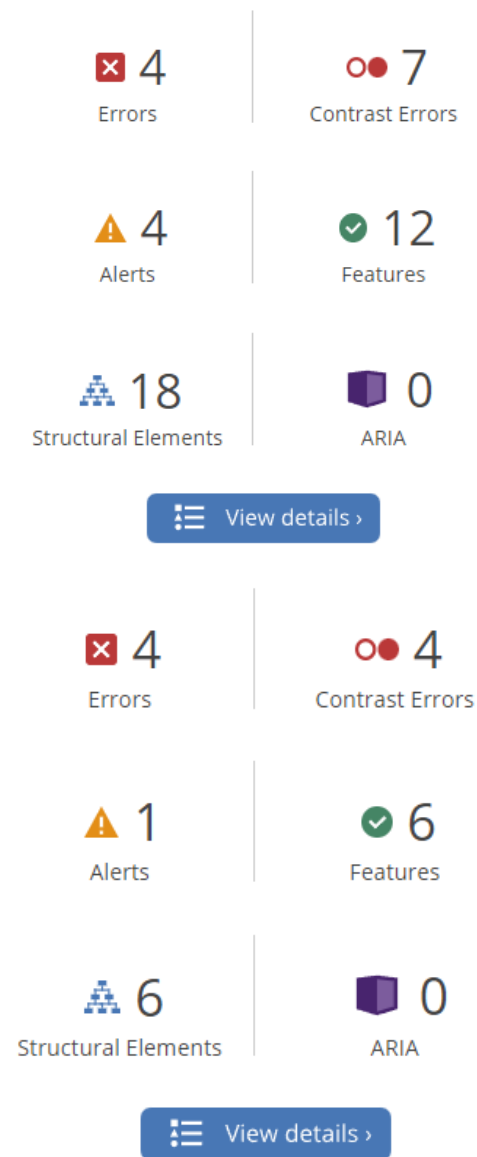 4 7
Errors Contrast Errors
4 12
Alerts Features
18 0
Structural Elements ARIA
View details ›
4 4
Errors Contrast Errors
1 6
Alerts Features
6 0
Structural Elements ARIA
View details ›